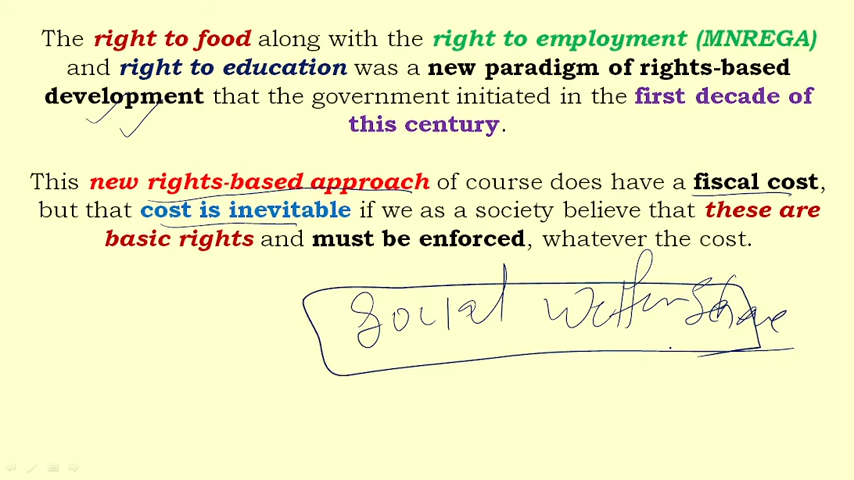 The right to food along with the right to employment (MNREGA)
and right to education was a new paradigm of rights-based
development that the government initiated in the first decade of
this century.
This new rights-based approach of course does have a fiscal cost,
but that cost is inevitable if we as a society believe that these are
basic rights and must be enforced, whatever the cost.
Social